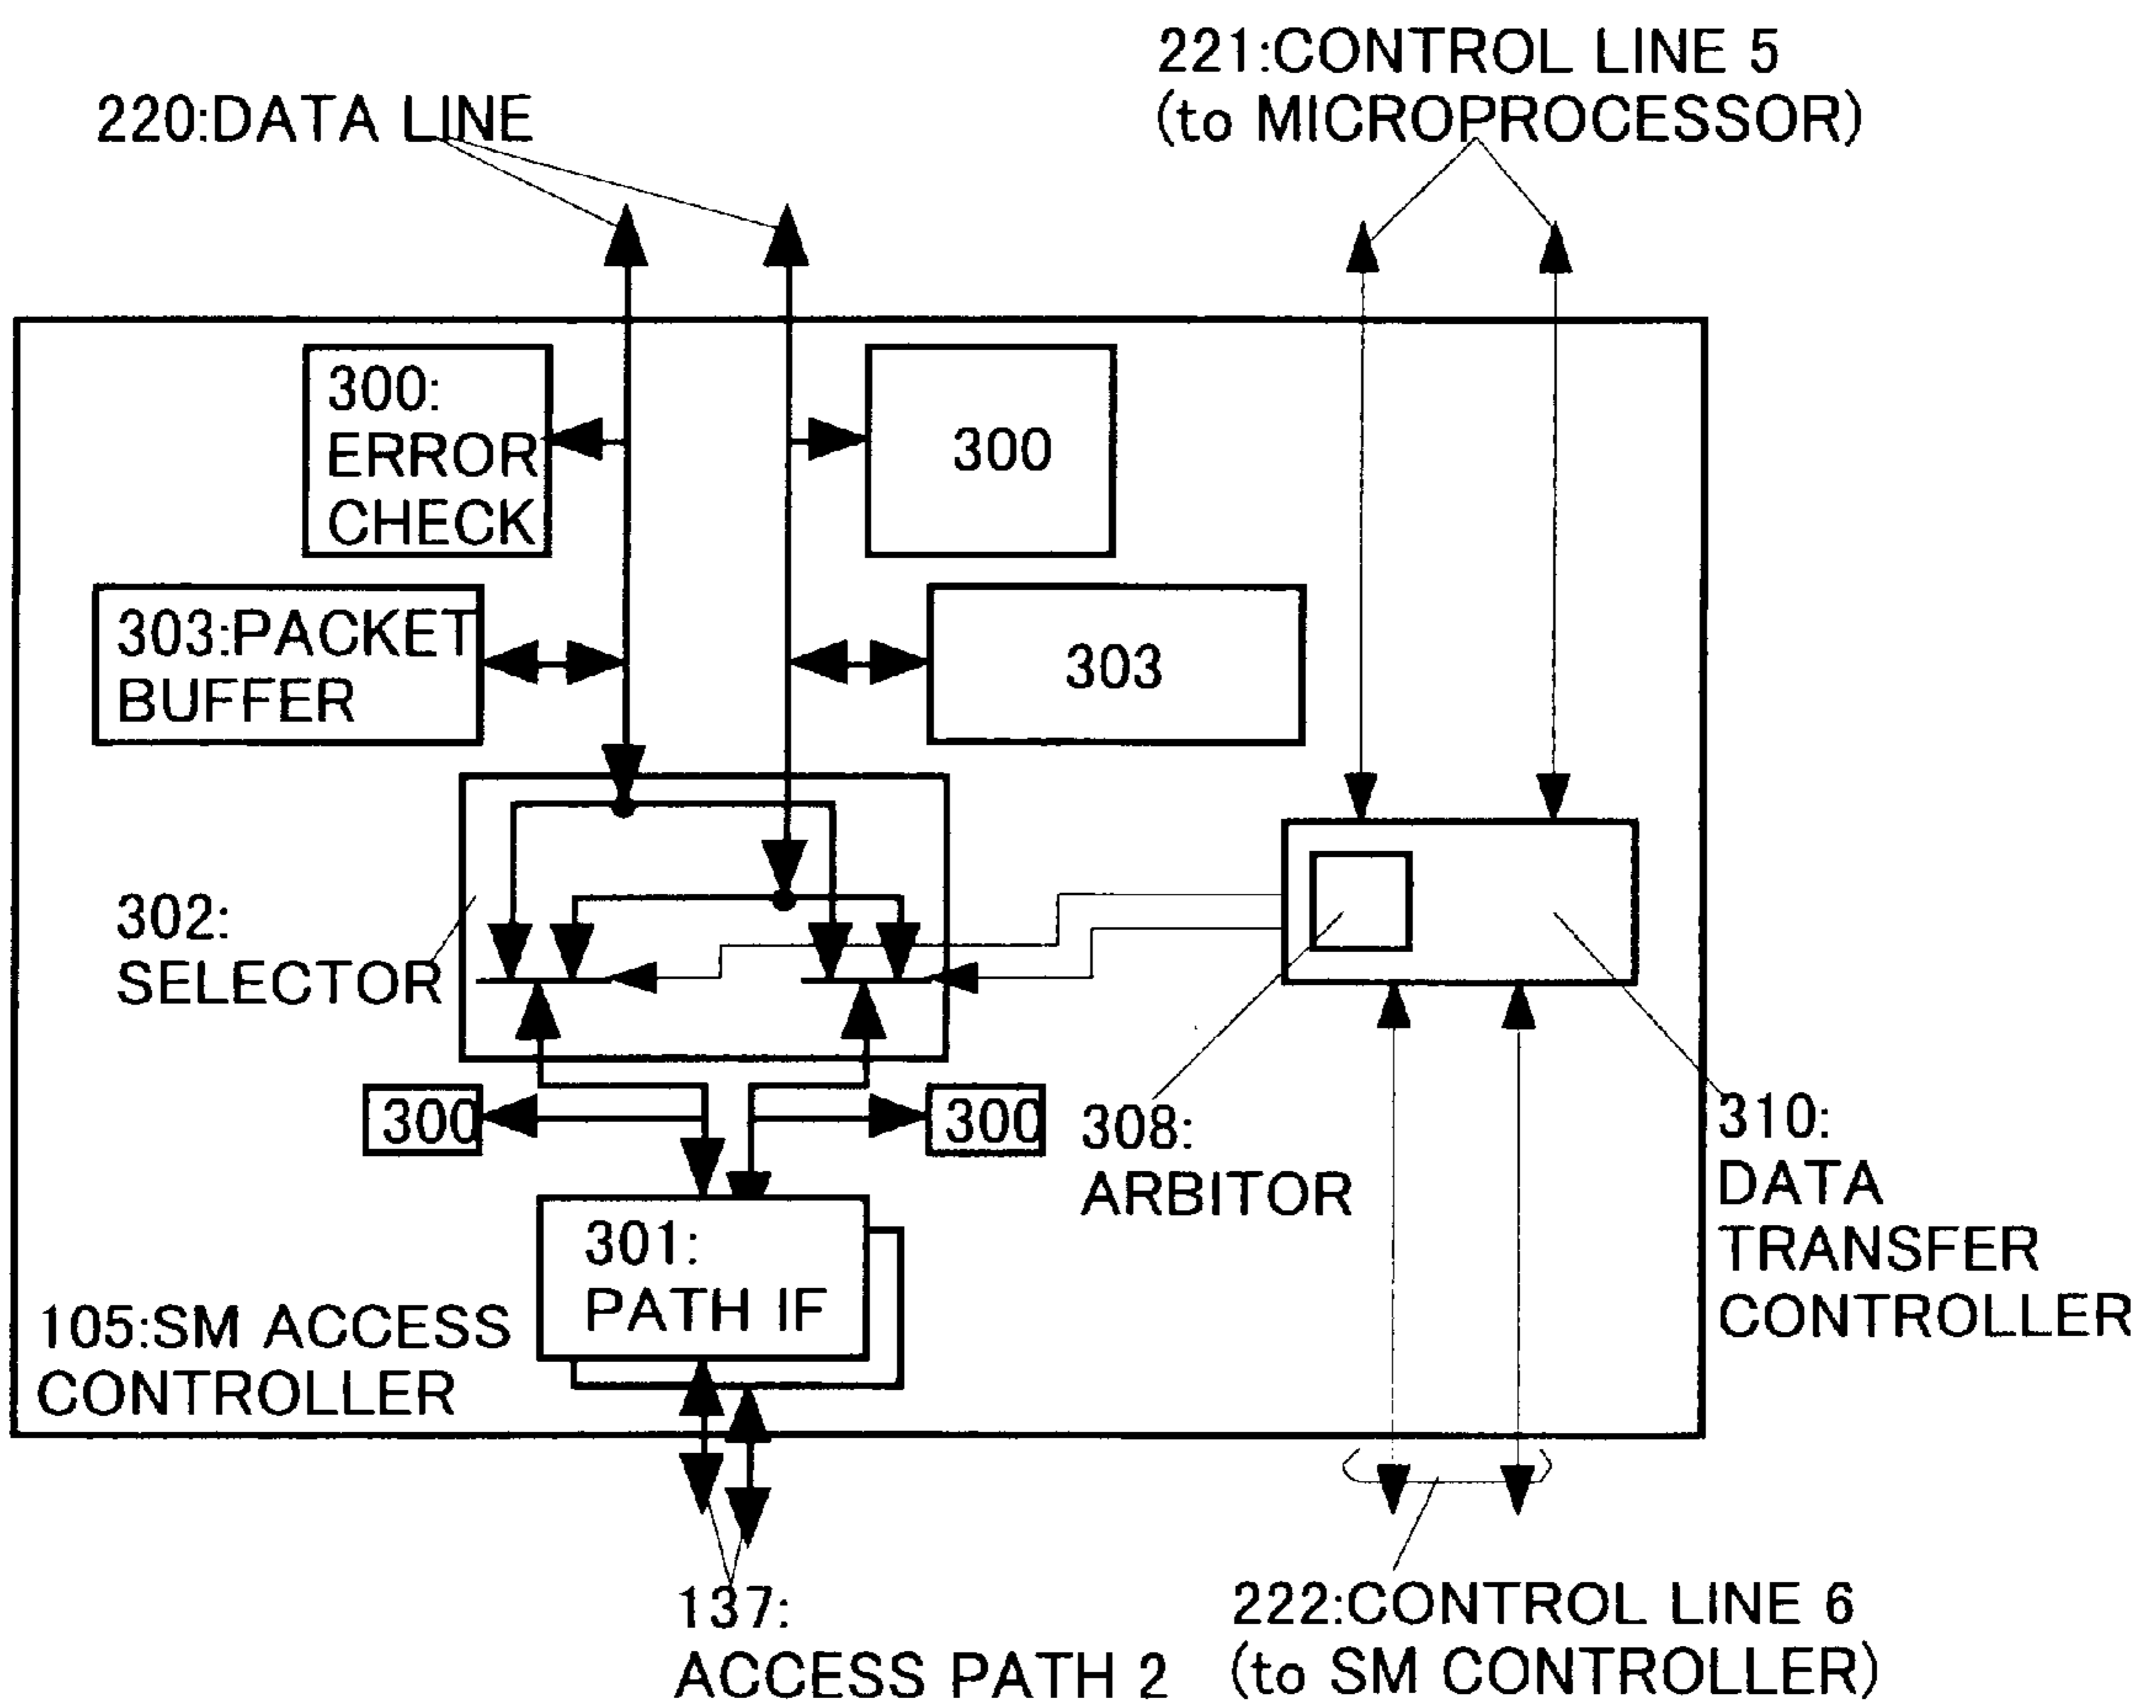 221:CONTROL LINE 5
(to MICROPROCESSOR)
220:DATA LINE
300:
ERROR
CHECK
300
303:PACKET
BUFFER
303
302:
SELECTOR
300
300
308:
ARBITOR
310:
DATA
TRANSFER
CONTROLLER
301:
PATH IF
105:SM ACCESS
CONTROLLER
137:
ACCESS PATH 2
222:CONTROL LINE 6
(to SM CONTROLLER)